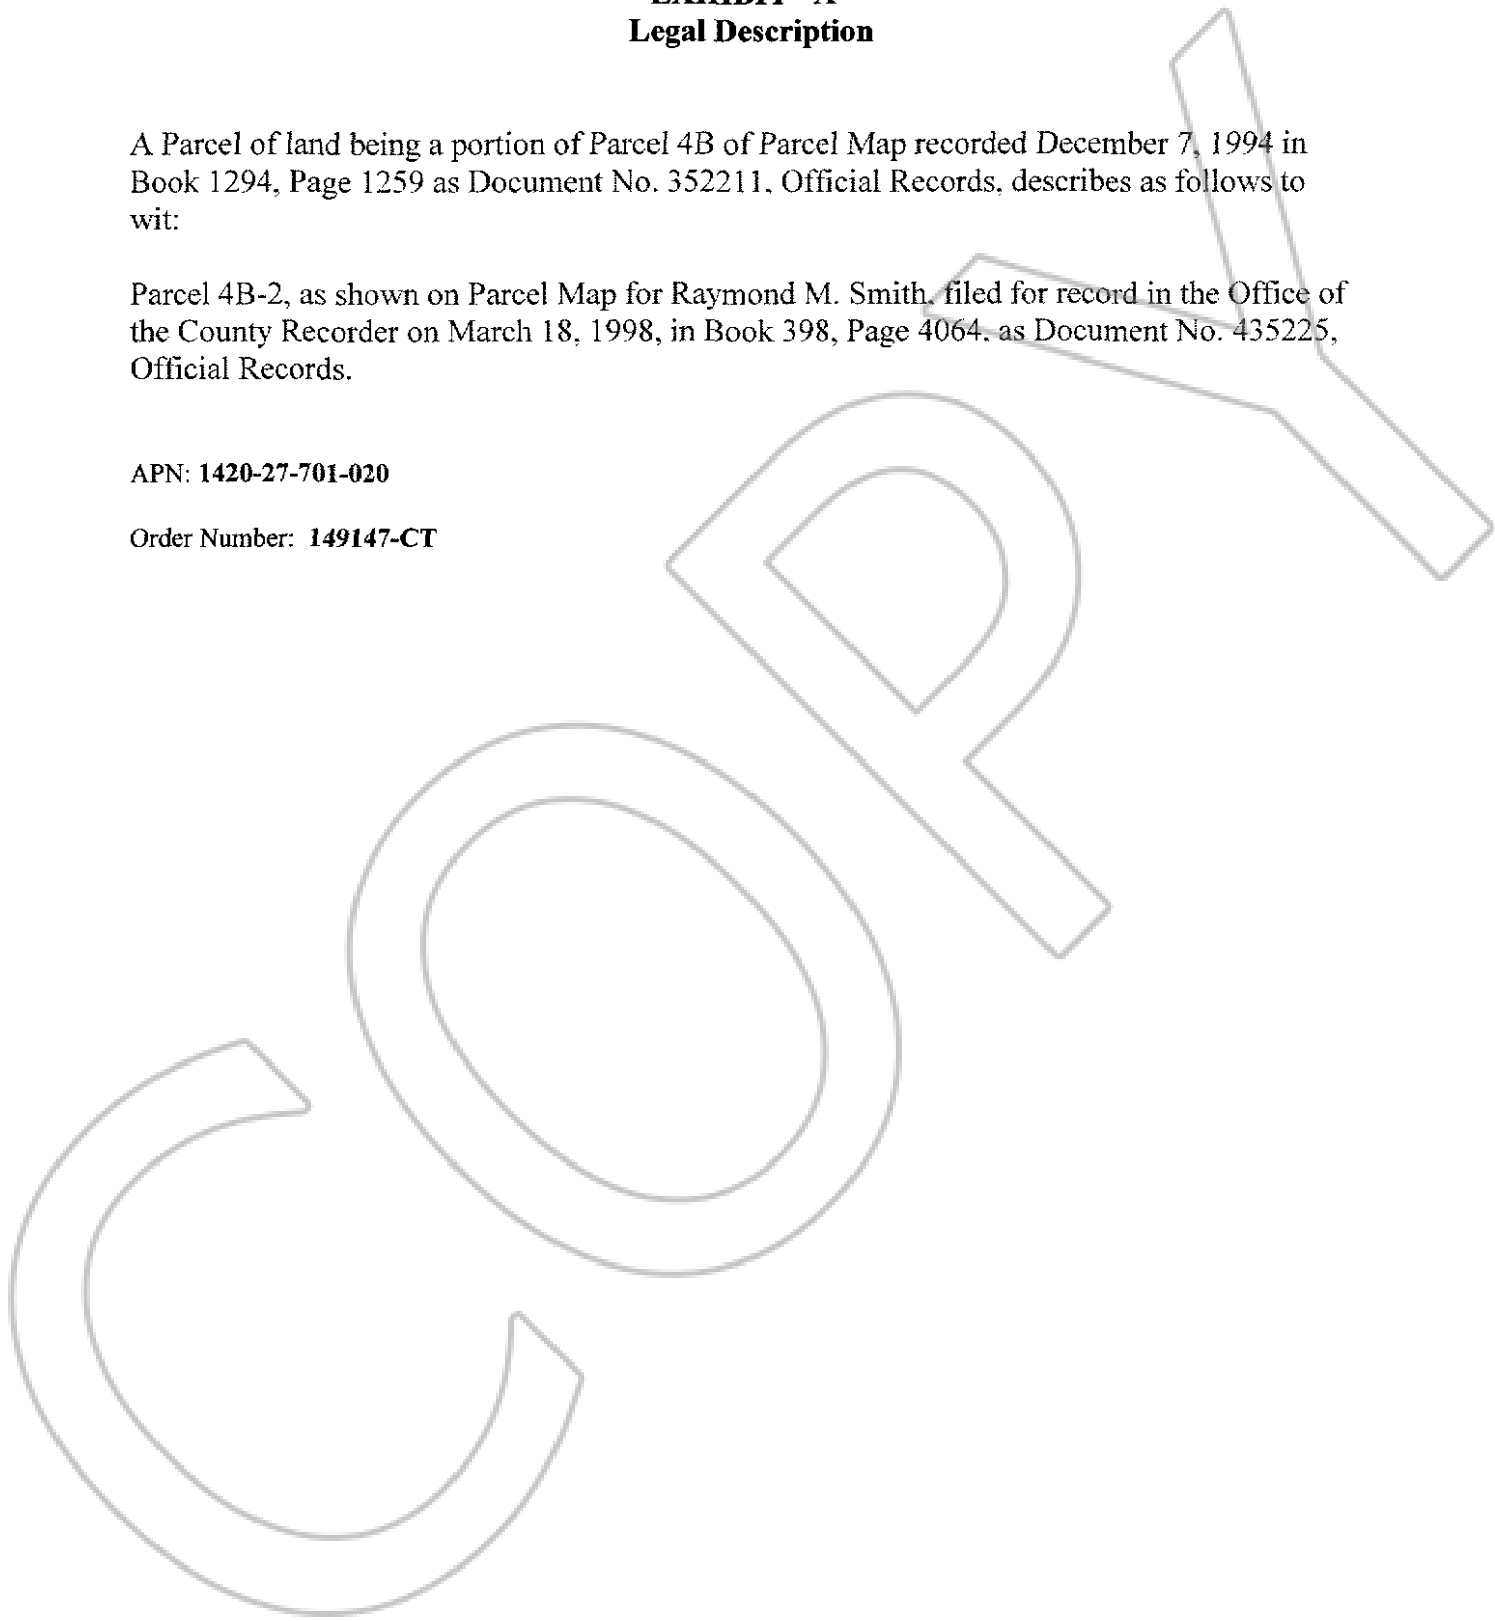 EXHIBIT "A"
Legal Description
A Parcel of land being a portion of Parcel 4B of Parcel Map recorded December 7, 1994 in
Book 1294, Page 1259 as Document No. 352211, Official Records, describes as follows to
wit:
Parcel 4B-2, as shown on Parcel Map for Raymond M. Smith, filed for record in the Office of
the County Recorder on March 18, 1998, in Book 398, Page 4064, as Document No. 435225,
Official Records.
APN: 1420-27-701-020
Order Number: 149147-CT
COPY